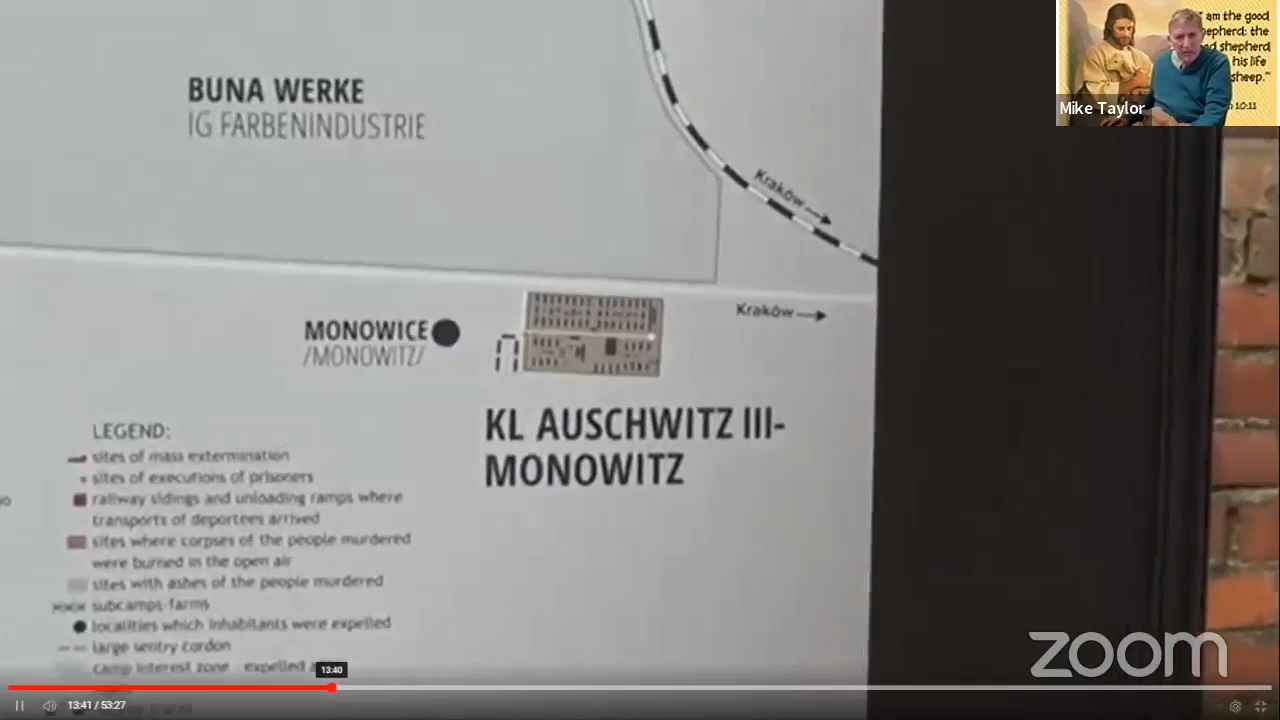 BUNA WERKE
IG FARBENINDUSTRIE
Kraków
am the good
shepherd
his life
sheep."
10:11
Mike Taylor
Kraków
MONOWICE
/MONOWITZ/
KL AUSCHWITZ III-
MONOWITZ
LEGEND:
sites of mass extermination
sites of executions of prisoners
railway sidings and unloading ramps where
transports of deportees arrived
sites where corpses of the people murdered
were burned in the open air
sites with ashes of the people murdered
subcamps-farms
localities which inhabitants were expelled
large sentry cordon
camp interest zone expelled
zoom
13:40
13:41 / 53:27